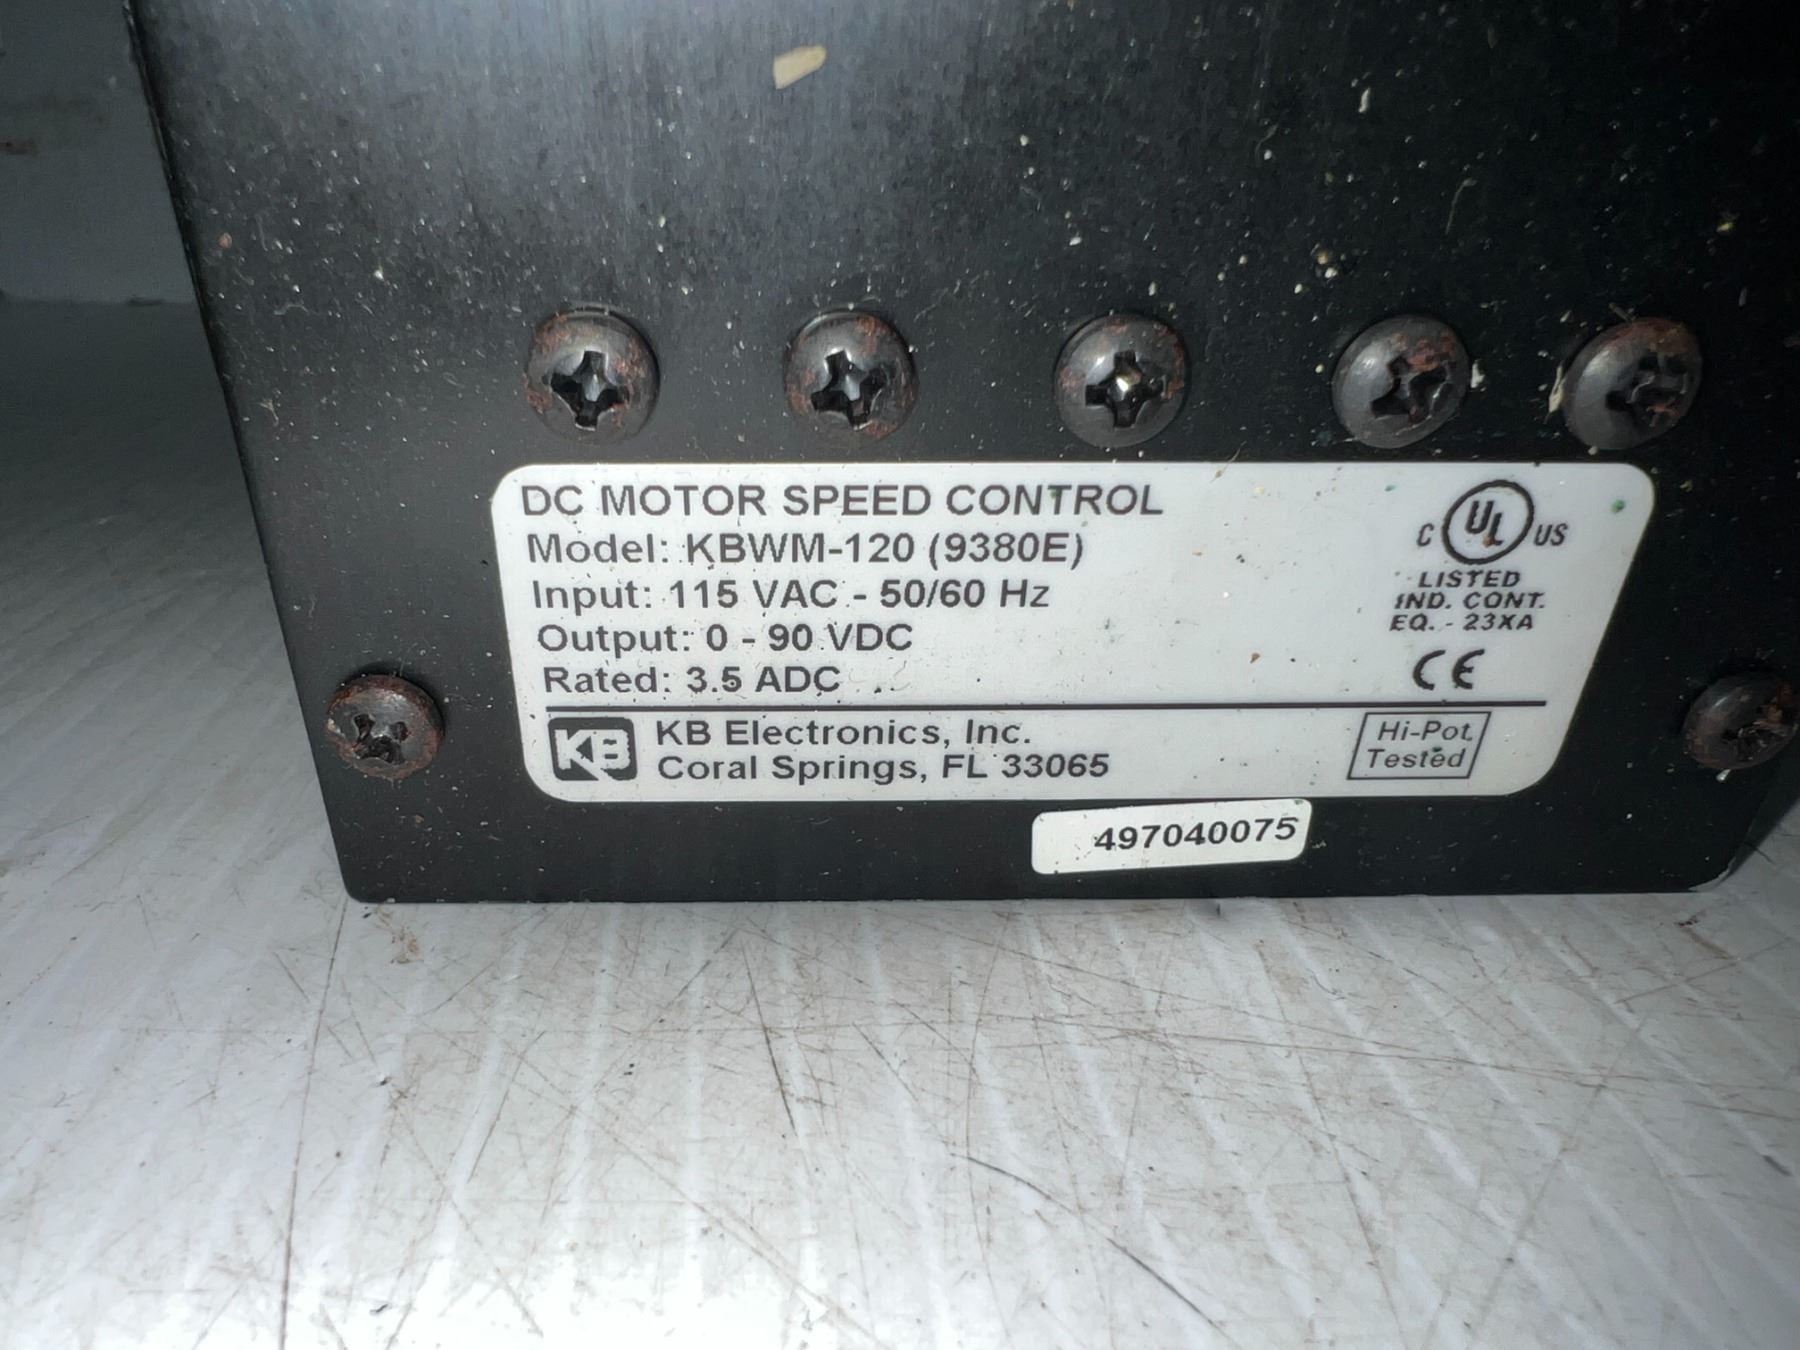 DC MOTOR SPEED CONTROL
Model: KBWM-120 (9380E)
Input: 115 VAC - 50/60 Hz
Output: 0 - 90 VDC
Rated: 3.5 ADC
C UL US
LISTED
IND. CONT.
EQ. - 23XA
CE
KB
KB Electronics, Inc.
Coral Springs, FL 33065
Hi-Pot
Tested
497040075